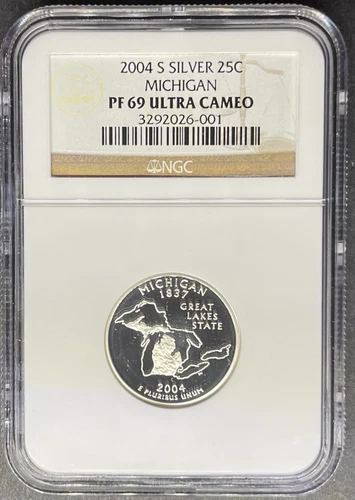 2004 S SILVER 25C
MICHIGAN
PF 69 ULTRA CAMEO
3292026-001
NGC
MICHIGAN
1837
GREAT
LAKES
STATE
2004
E PLURIBUS UNUM